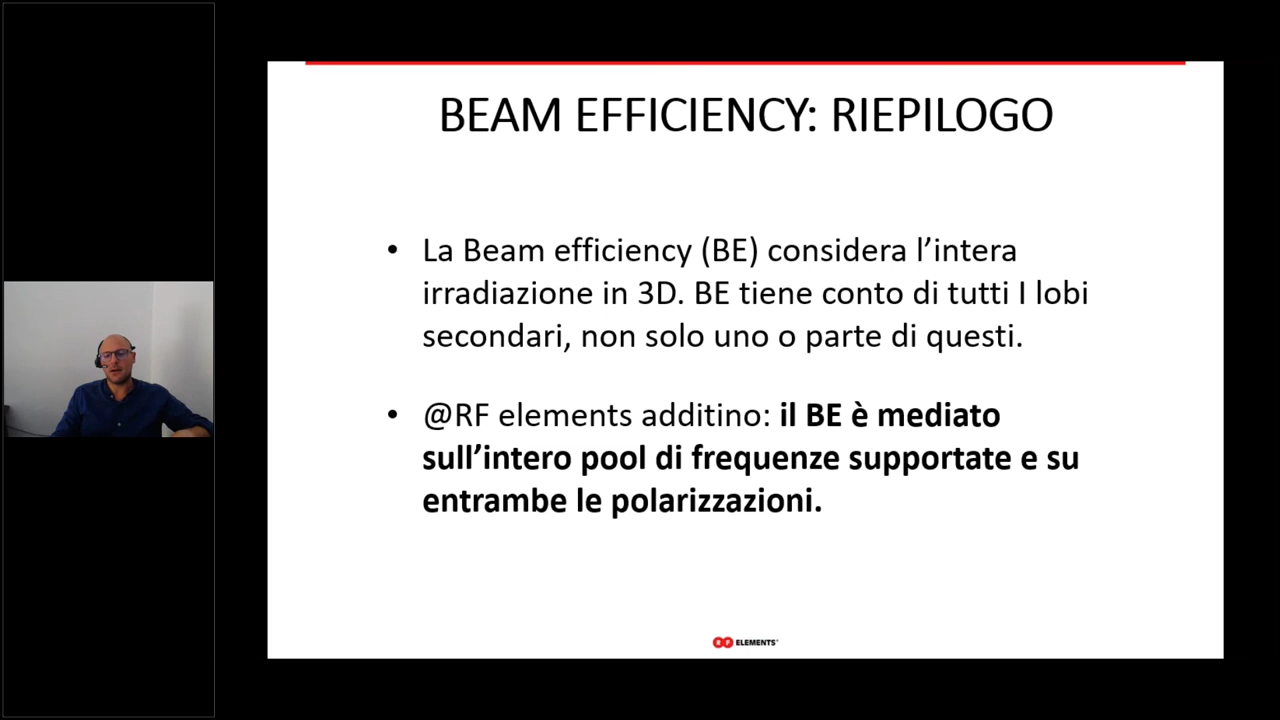 BEAM EFFICIENCY: RIEPILOGO
• La Beam efficiency (BE) considera l’intera
irradiazione in 3D. BE tiene conto di tutti I lobi
secondari, non solo uno o parte di questi.
• @RF elements additino: il BE è mediato
sull’intero pool di frequenze supportate e su
entrambe le polarizzazioni.
RF ELEMENTS™